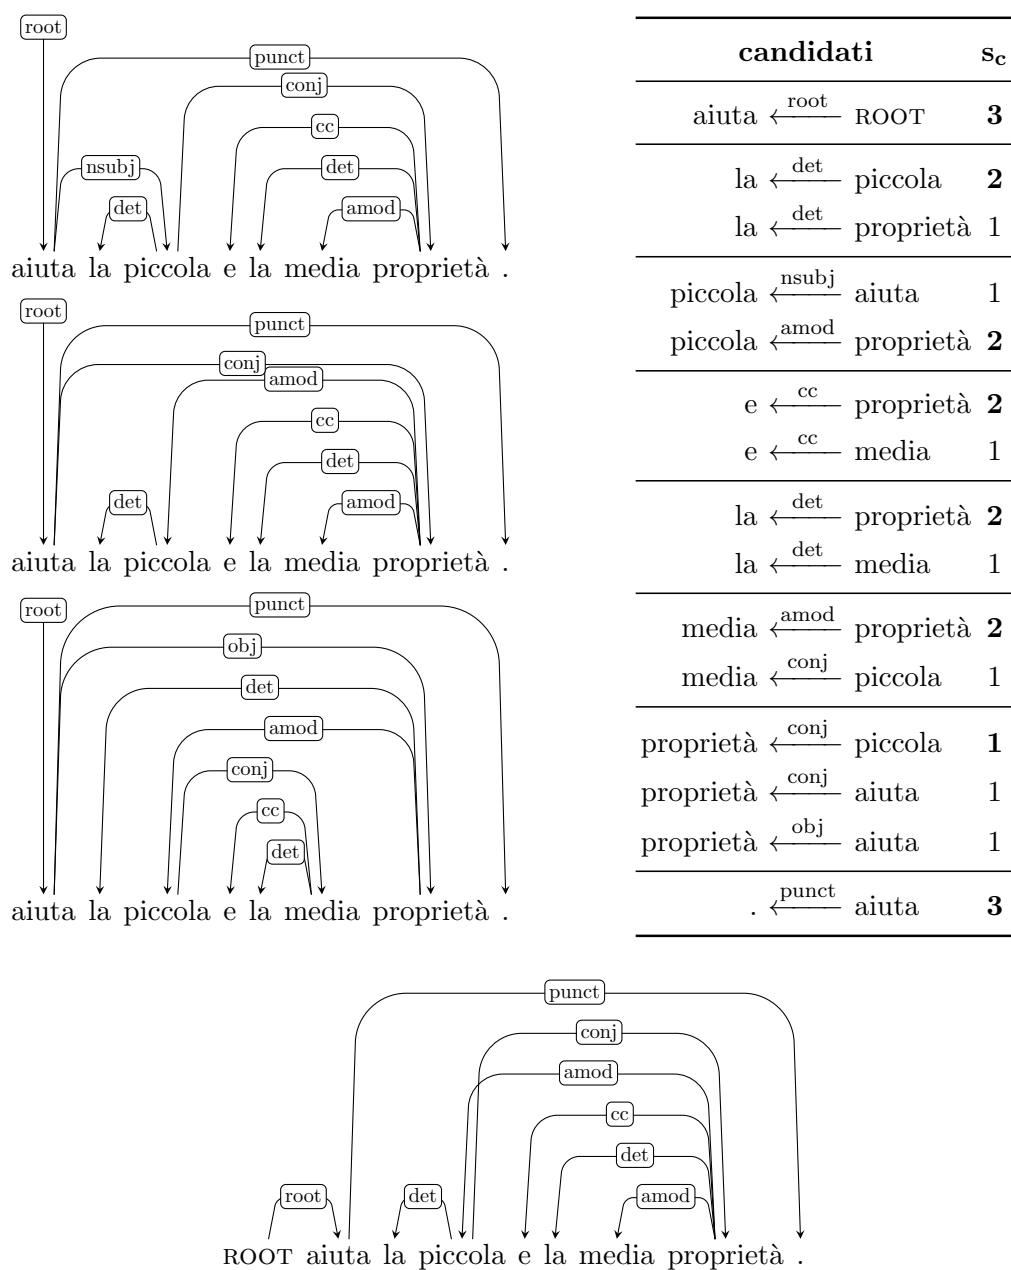 root
punct
conj
cc
nsubj
det
det
amod
aiuta la piccola e la media proprietà .
root
punct
conj
amod
cc
det
det
amod
aiuta la piccola e la media proprietà .
root
punct
obj
det
amod
conj
cc
det
aiuta la piccola e la media proprietà .
candidati s_c
aiuta ←root ROOT 3
la ←det piccola 2
la ←det proprietà 1
piccola ←nsubj aiuta 1
piccola ←amod proprietà 2
e ←cc proprietà 2
e ←cc media 1
la ←det proprietà 2
la ←det media 1
media ←amod proprietà 2
media ←conj piccola 1
proprietà ←conj piccola 1
proprietà ←conj aiuta 1
proprietà ←obj aiuta 1
. ←punct aiuta 3
punct
conj
amod
cc
det
root det amod
ROOT aiuta la piccola e la media proprietà .